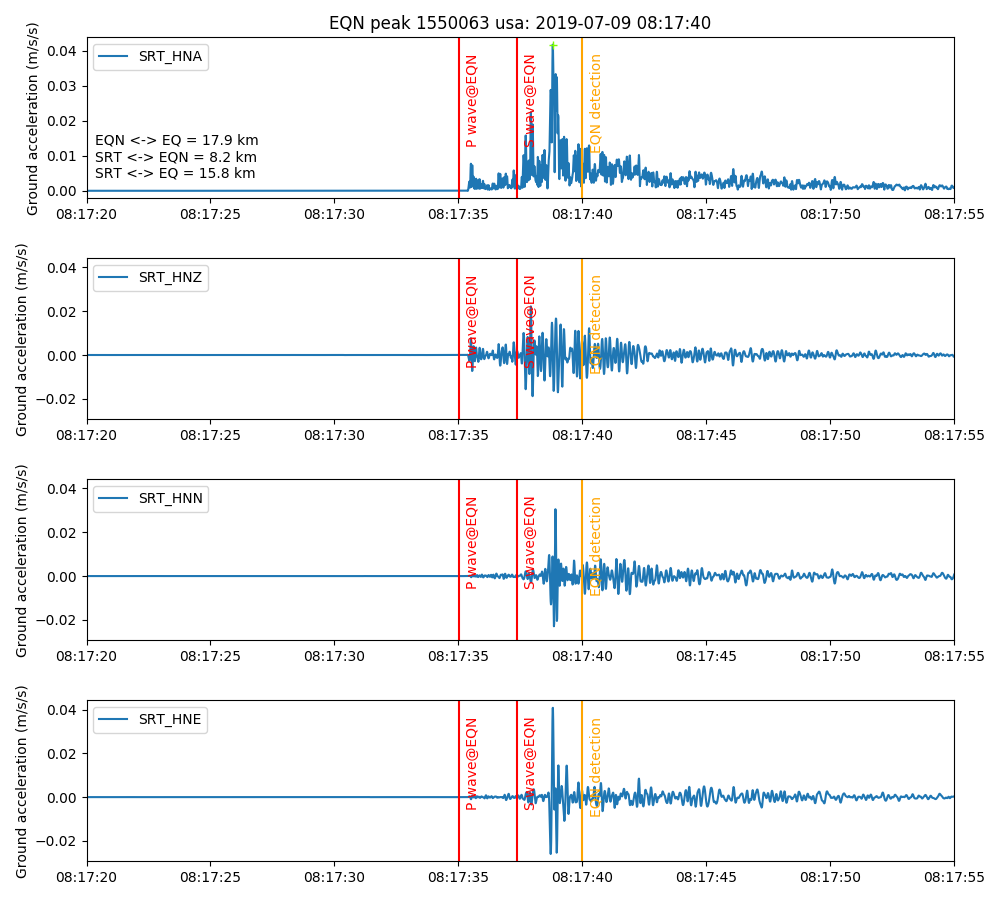 EQN peak 1550063 usa: 2019-07-09 08:17:40
Ground acceleration (m/s/s)
0.04
0.03
0.02
0.01
0.00
SRT_HNA
EQN <-> EQ = 17.9 km
SRT <-> EQN = 8.2 km
SRT <-> EQ = 15.8 km
P wave@EQN
S wave@EQN
EQN detection
08:17:20 08:17:25 08:17:30 08:17:35 08:17:40 08:17:45 08:17:50 08:17:55
Ground acceleration (m/s/s)
0.04
0.02
0.00
−0.02
SRT_HNZ
P wave@EQN
S wave@EQN
EQN detection
08:17:20 08:17:25 08:17:30 08:17:35 08:17:40 08:17:45 08:17:50 08:17:55
Ground acceleration (m/s/s)
0.04
0.02
0.00
−0.02
SRT_HNN
P wave@EQN
S wave@EQN
EQN detection
08:17:20 08:17:25 08:17:30 08:17:35 08:17:40 08:17:45 08:17:50 08:17:55
Ground acceleration (m/s/s)
0.04
0.02
0.00
−0.02
SRT_HNE
P wave@EQN
S wave@EQN
EQN detection
08:17:20 08:17:25 08:17:30 08:17:35 08:17:40 08:17:45 08:17:50 08:17:55